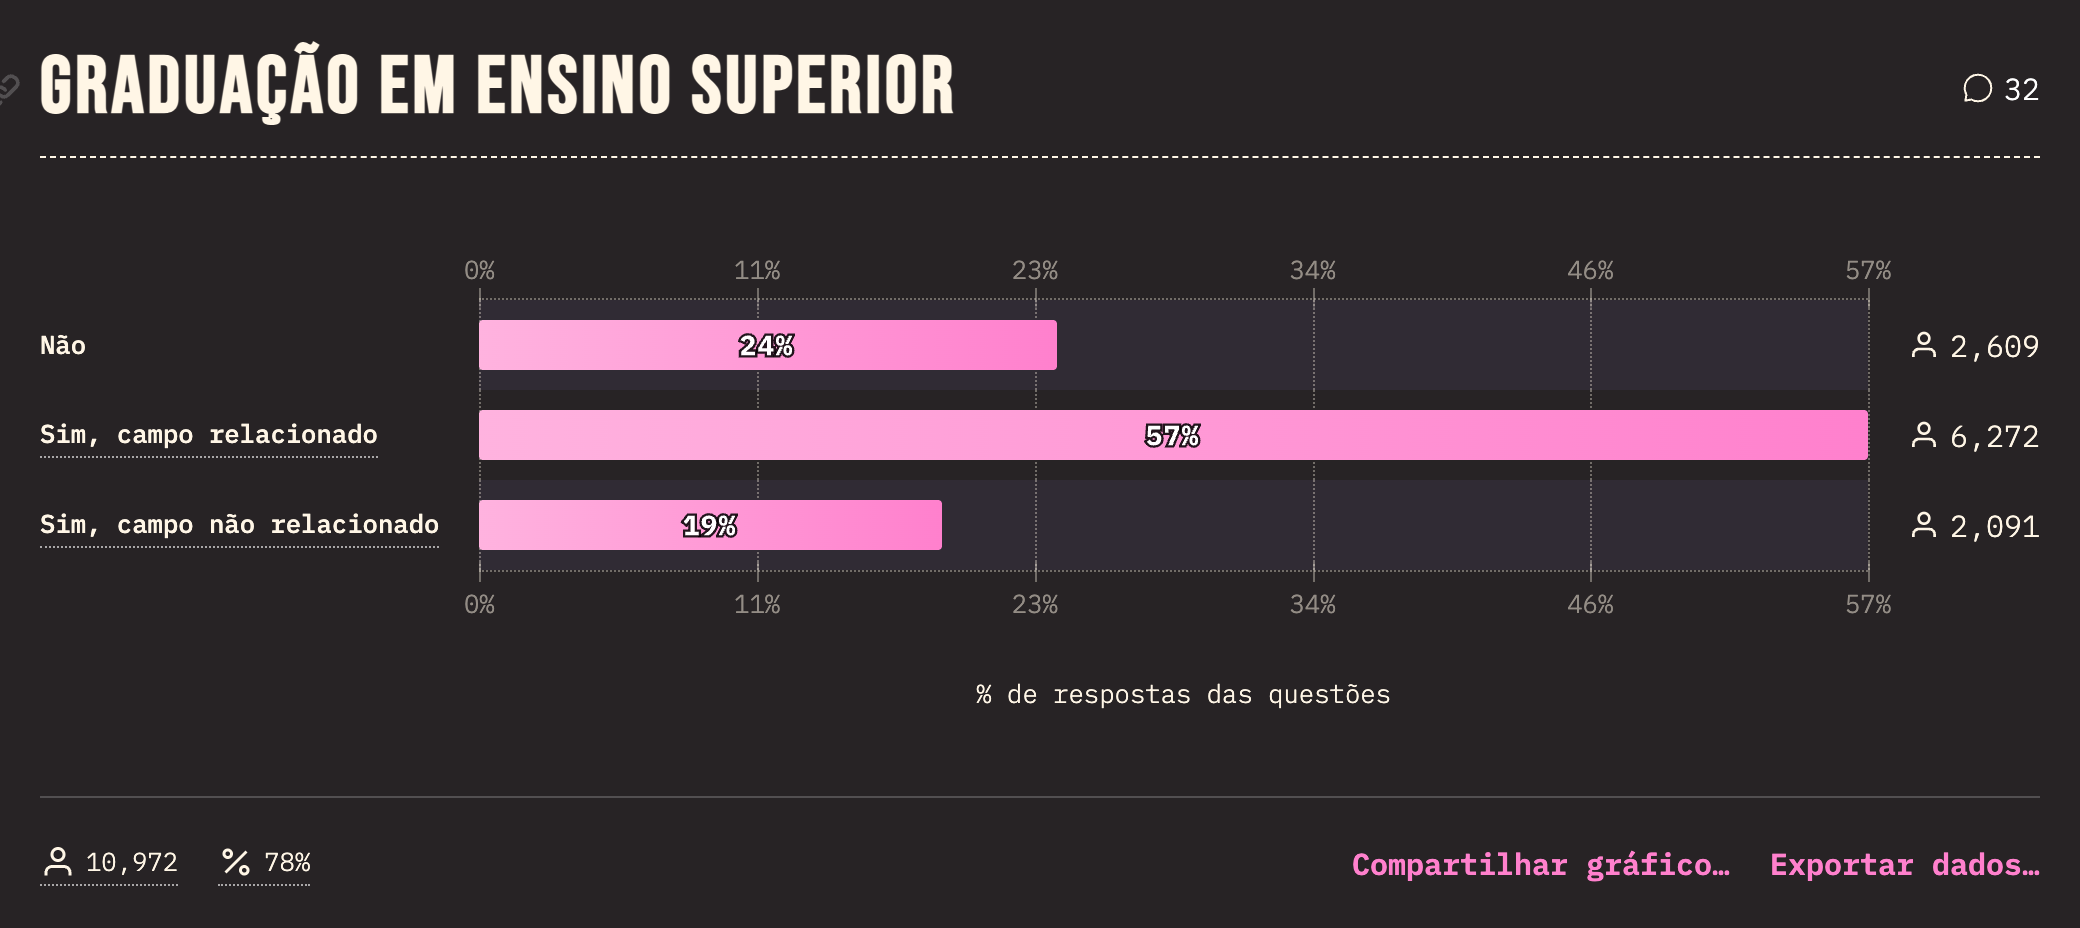 GRADUAÇÃO EM ENSINO SUPERIOR
32
0% 11% 23% 34% 46% 57%
Não 24% 2,609
Sim, campo relacionado 57% 6,272
Sim, campo não relacionado 19% 2,091
0% 11% 23% 34% 46% 57%
% de respostas das questões
10,972 78% Compartilhar gráfico… Exportar dados…